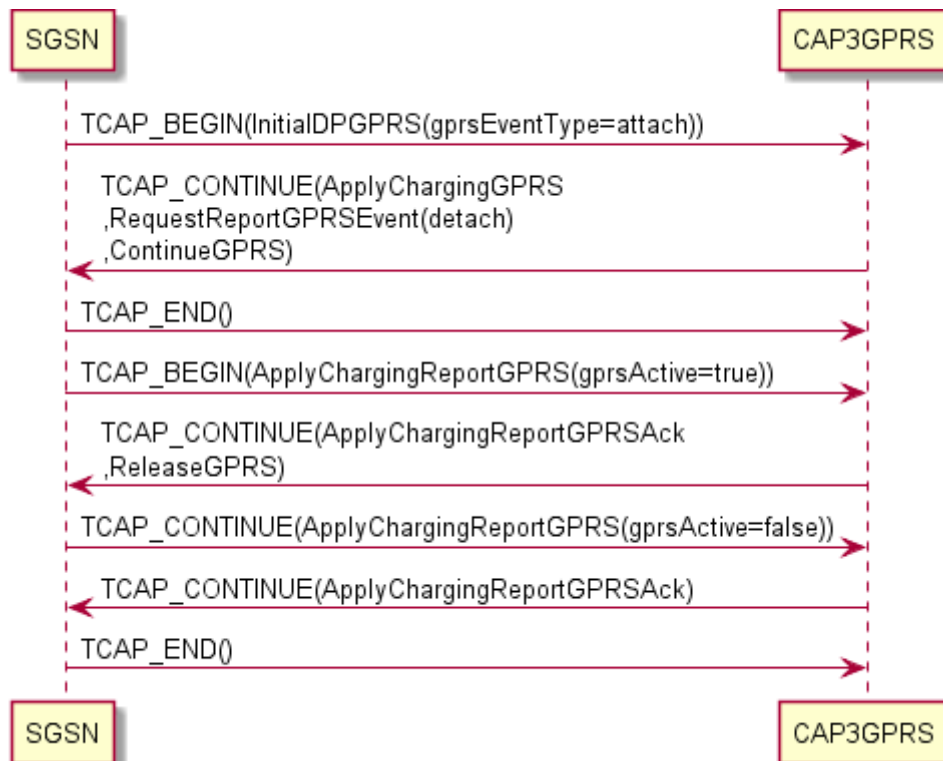 SGSN
CAP3GPRS
TCAP_BEGIN(InitialDPGPRS(gprsEventType=attach))
TCAP_CONTINUE(ApplyChargingGPRS
,RequestReportGPRSEvent(detach)
,ContinueGPRS)
TCAP_END()
TCAP_BEGIN(ApplyChargingReportGPRS(gprsActive=true))
TCAP_CONTINUE(ApplyChargingReportGPRSAck
,ReleaseGPRS)
TCAP_CONTINUE(ApplyChargingReportGPRS(gprsActive=false))
TCAP_CONTINUE(ApplyChargingReportGPRSAck)
TCAP_END()
SGSN
CAP3GPRS